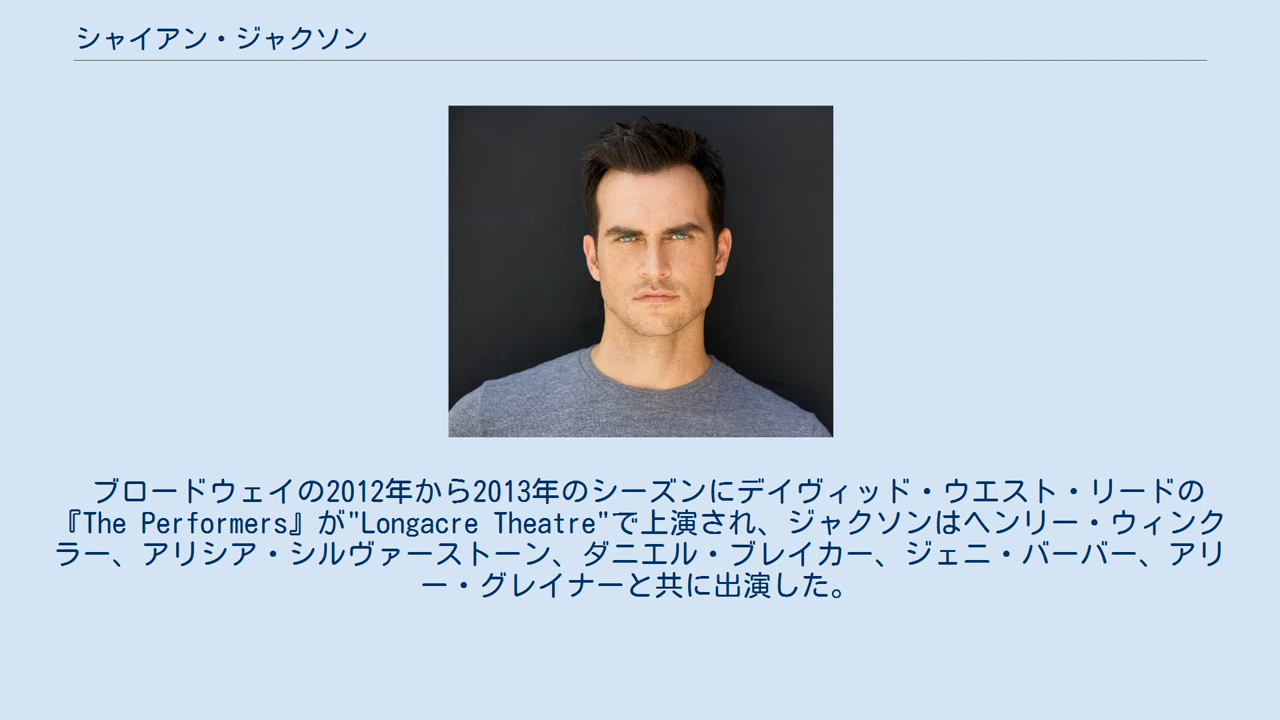 シャイアン・ジャクソン
ブロードウェイの2012年から2013年のシーズンにデイヴィッド・ウエスト・リードの
『The Performers』が"Longacre Theatre"で上演され、ジャクソンはヘンリー・ウィンク
ラー、アリシア・シルヴァーストーン、ダニエル・ブレイカー、ジェニ・バーバー、アリ
ー・グレイナーと共に出演した。